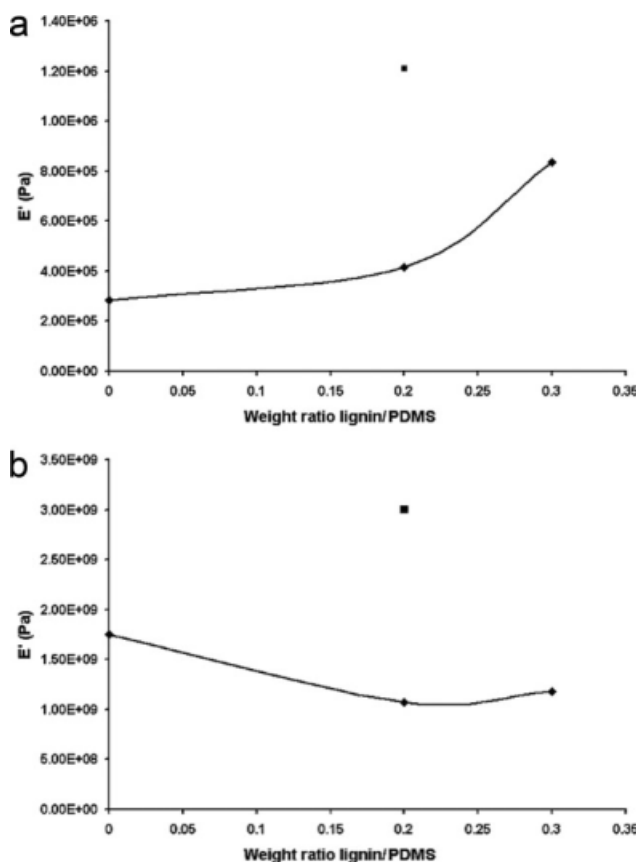 a
1.40E+06
1.20E+06
1.00E+06
8.00E+05
6.00E+05
4.00E+05
2.00E+05
0.00E+00
E' (Pa)
0 0.05 0.1 0.15 0.2 0.25 0.3 0.35
Weight ratio lignin/PDMS
b
3.50E+09
3.00E+09
2.50E+09
2.00E+09
1.50E+09
1.00E+09
5.00E+08
0.00E+00
E' (Pa)
0 0.05 0.1 0.15 0.2 0.25 0.3 0.35
Weight ratio lignin/PDMS